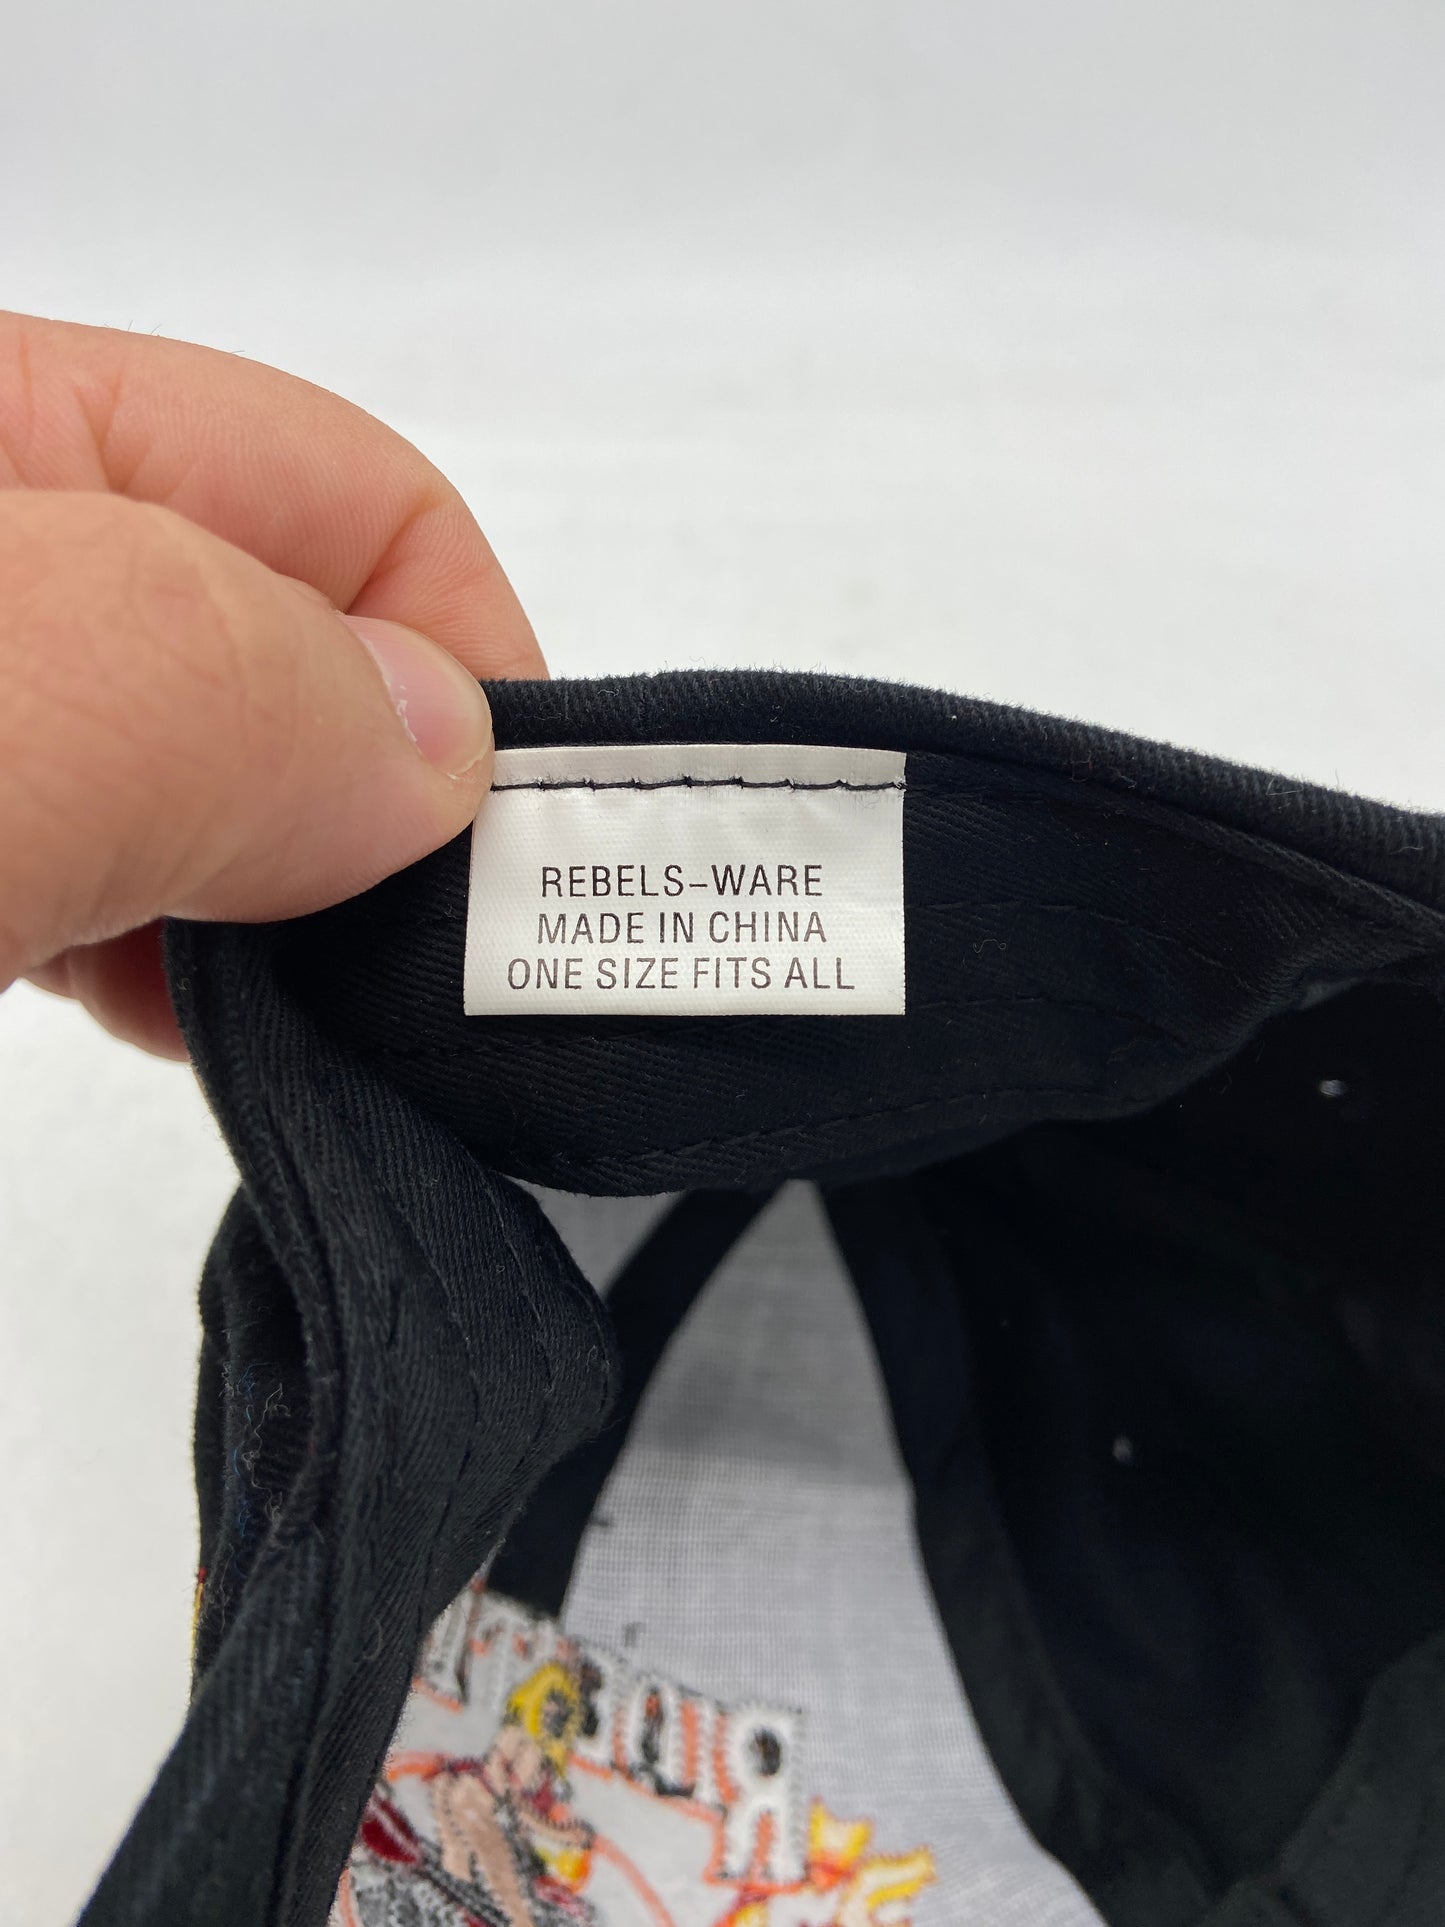 REBELS-WARE
MADE IN CHINA
ONE SIZE FITS ALL